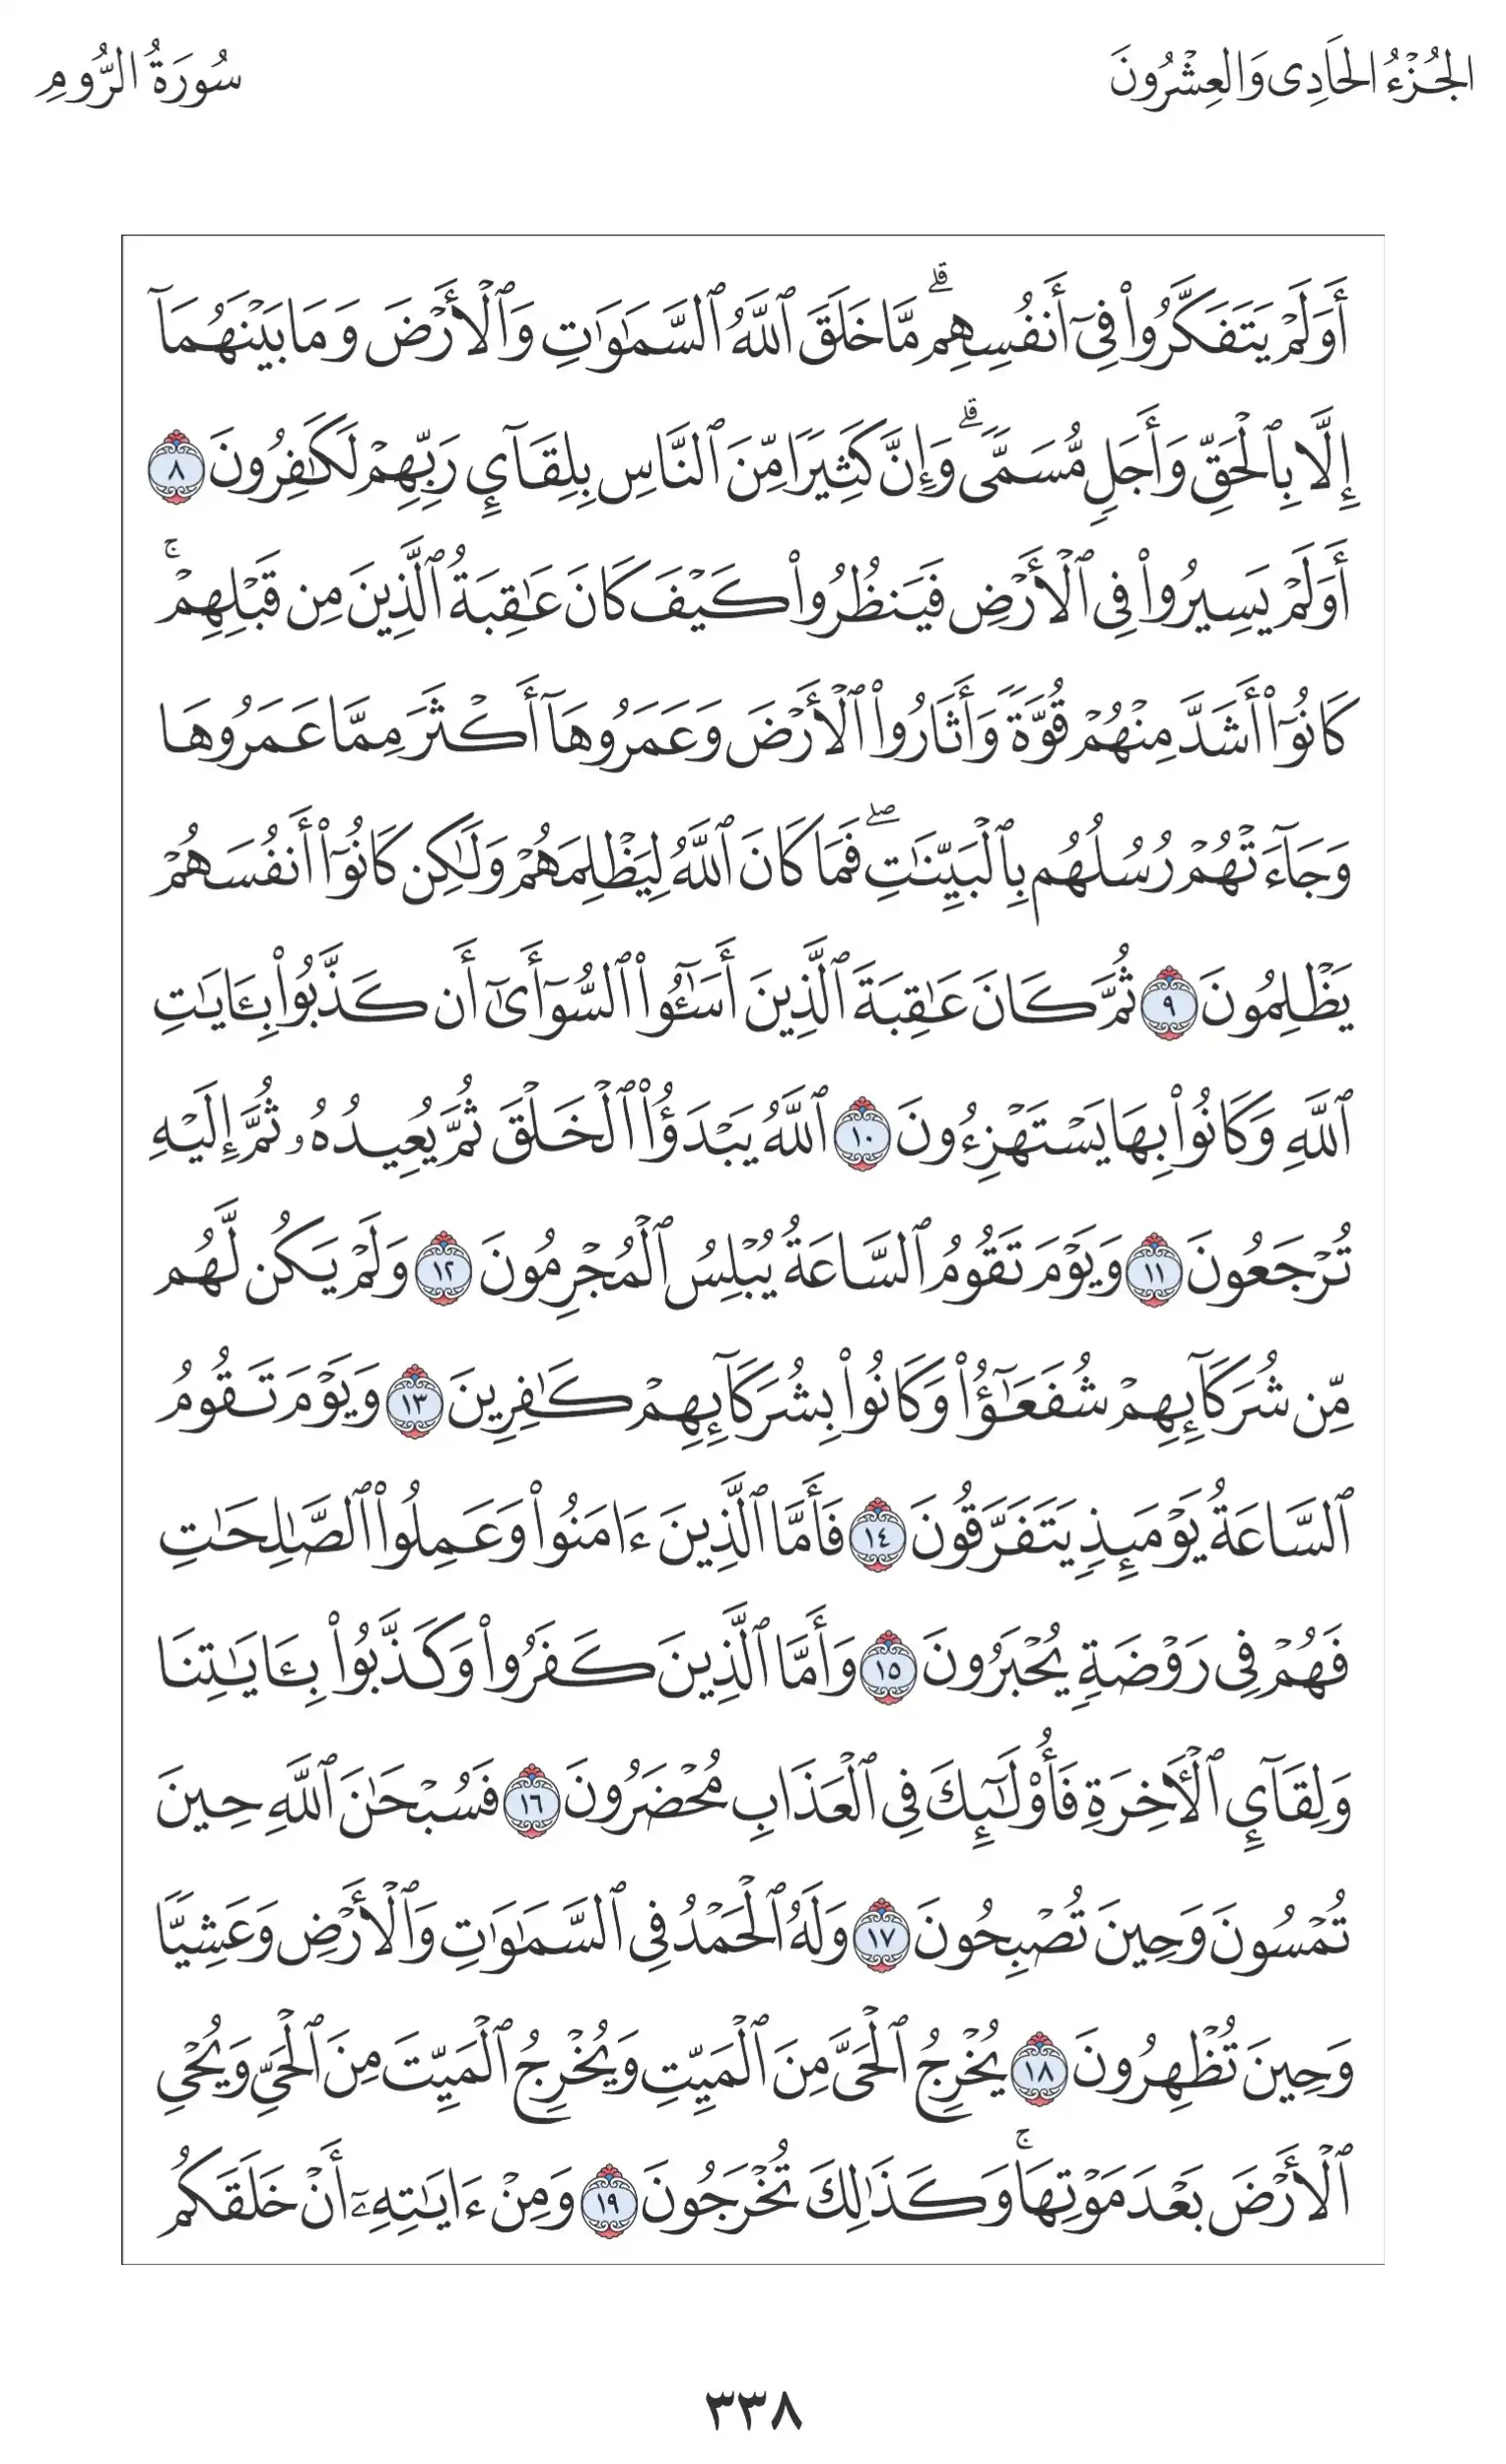 الجُزْءُ الحَادِى وَالعِشْرُونَ
سُورَةُ الرُّومِ
أَوَلَمْ يَتَفَكَّرُوا۟ فِىٓ أَنفُسِهِم ۗ مَّا خَلَقَ ٱللَّهُ ٱلسَّمَـٰوَٰتِ وَٱلْأَرْضَ وَمَا بَيْنَهُمَآ
إِلَّا بِٱلْحَقِّ وَأَجَلٍ مُّسَمًّى ۗ وَإِنَّ كَثِيرًا مِّنَ ٱلنَّاسِ بِلِقَآئِ رَبِّهِمْ لَكَـٰفِرُونَ ٨
أَوَلَمْ يَسِيرُوا۟ فِى ٱلْأَرْضِ فَيَنظُرُوا۟ كَيْفَ كَانَ عَـٰقِبَةُ ٱلَّذِينَ مِن قَبْلِهِمْ ۚ
كَانُوٓا۟ أَشَدَّ مِنْهُمْ قُوَّةً وَأَثَارُوا۟ ٱلْأَرْضَ وَعَمَرُوهَآ أَكْثَرَ مِمَّا عَمَرُوهَا
وَجَآءَتْهُمْ رُسُلُهُم بِٱلْبَيِّنَـٰتِ ۖ فَمَا كَانَ ٱللَّهُ لِيَظْلِمَهُمْ وَلَـٰكِن كَانُوٓا۟ أَنفُسَهُمْ
يَظْلِمُونَ ٩ ثُمَّ كَانَ عَـٰقِبَةَ ٱلَّذِينَ أَسَـٰٓـُٔوا۟ ٱلسُّوٓأَىٰٓ أَن كَذَّبُوا۟ بِـَٔايَـٰتِ
ٱللَّهِ وَكَانُوا۟ بِهَا يَسْتَهْزِءُونَ ١٠ ٱللَّهُ يَبْدَؤُا۟ ٱلْخَلْقَ ثُمَّ يُعِيدُهُۥ ثُمَّ إِلَيْهِ
تُرْجَعُونَ ١١ وَيَوْمَ تَقُومُ ٱلسَّاعَةُ يُبْلِسُ ٱلْمُجْرِمُونَ ١٢ وَلَمْ يَكُن لَّهُم
مِّن شُرَكَآئِهِمْ شُفَعَـٰٓؤُا۟ وَكَانُوا۟ بِشُرَكَآئِهِمْ كَـٰفِرِينَ ١٣ وَيَوْمَ تَقُومُ
ٱلسَّاعَةُ يَوْمَئِذٍ يَتَفَرَّقُونَ ١٤ فَأَمَّا ٱلَّذِينَ ءَامَنُوا۟ وَعَمِلُوا۟ ٱلصَّـٰلِحَـٰتِ
فَهُمْ فِى رَوْضَةٍ يُحْبَرُونَ ١٥ وَأَمَّا ٱلَّذِينَ كَفَرُوا۟ وَكَذَّبُوا۟ بِـَٔايَـٰتِنَا
وَلِقَآئِ ٱلْـَٔاخِرَةِ فَأُو۟لَـٰٓئِكَ فِى ٱلْعَذَابِ مُحْضَرُونَ ١٦ فَسُبْحَـٰنَ ٱللَّهِ حِينَ
تُمْسُونَ وَحِينَ تُصْبِحُونَ ١٧ وَلَهُ ٱلْحَمْدُ فِى ٱلسَّمَـٰوَٰتِ وَٱلْأَرْضِ وَعَشِيًّا
وَحِينَ تُظْهِرُونَ ١٨ يُخْرِجُ ٱلْحَىَّ مِنَ ٱلْمَيِّتِ وَيُخْرِجُ ٱلْمَيِّتَ مِنَ ٱلْحَىِّ وَيُحْىِ
ٱلْأَرْضَ بَعْدَ مَوْتِهَا ۚ وَكَذَٰلِكَ تُخْرَجُونَ ١٩ وَمِنْ ءَايَـٰتِهِۦٓ أَنْ خَلَقَكُم
٣٣٨